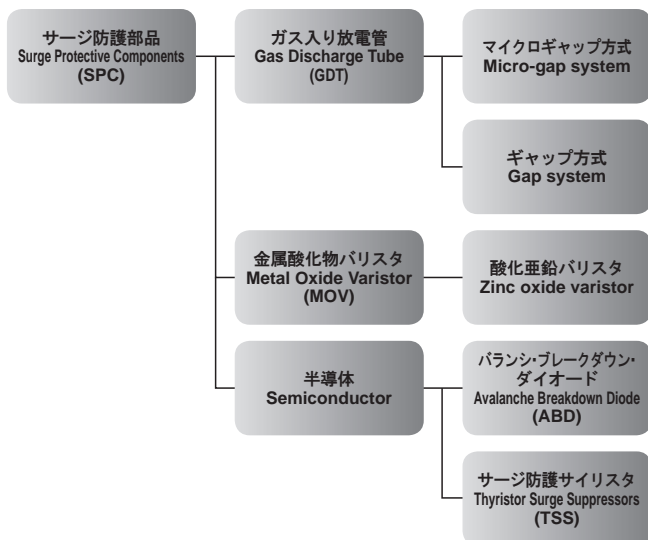 サージ防護部品
Surge Protective Components
(SPC)
ガス入り放電管
Gas Discharge Tube
(GDT)
マイクロギャップ方式
Micro-gap system
ギャップ方式
Gap system
金属酸化物バリスタ
Metal Oxide Varistor
(MOV)
酸化亜鉛バリスタ
Zinc oxide varistor
半導体
Semiconductor
バランシ・ブレークダウン・
ダイオード
Avalanche Breakdown Diode
(ABD)
サージ防護サイリスタ
Thyristor Surge Suppressors
(TSS)